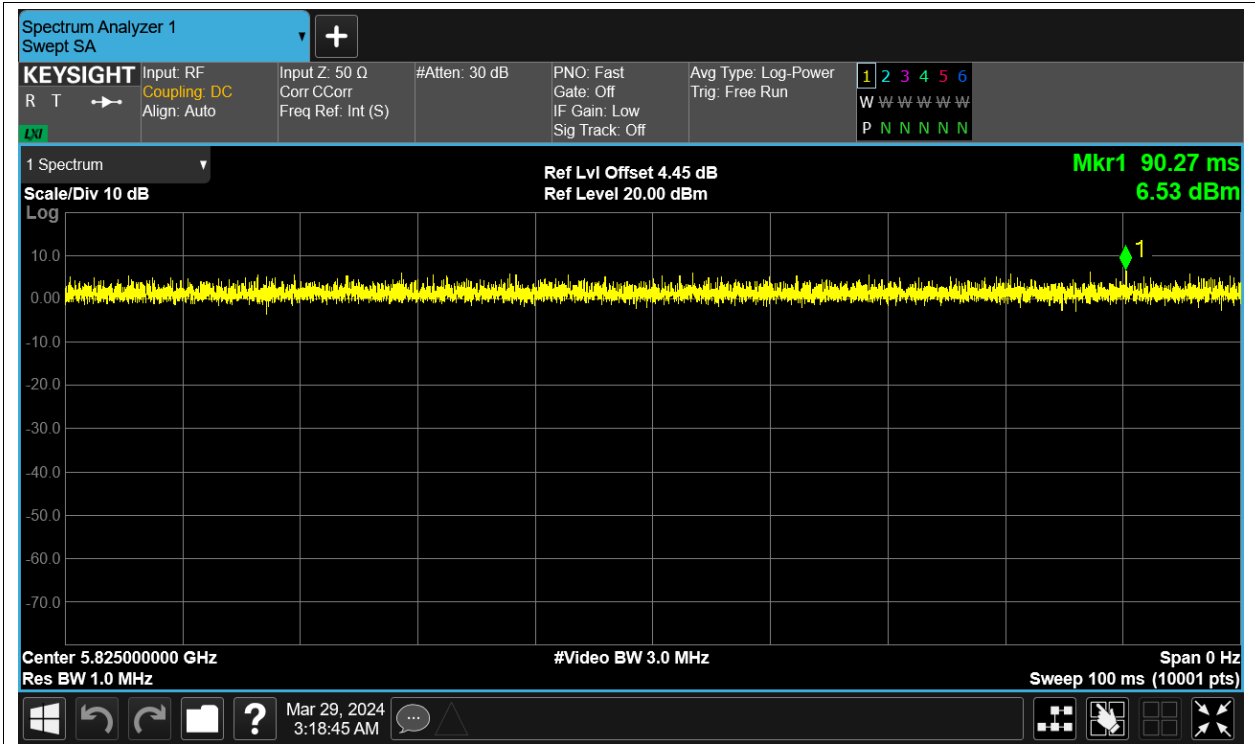 Spectrum Analyzer 1
Swept SA
KEYSIGHT
R T
LXI
Input: RF
Coupling: DC
Align: Auto
Input Z: 50 Ω
Corr CCorr
Freq Ref: Int (S)
#Atten: 30 dB
PNO: Fast
Gate: Off
IF Gain: Low
Sig Track: Off
Avg Type: Log-Power
Trig: Free Run
1 2 3 4 5 6
W W W W W W
P N N N N N
1 Spectrum
Scale/Div 10 dB
Log
Ref Lvl Offset 4.45 dB
Ref Level 20.00 dBm
Mkr1 90.27 ms
6.53 dBm
1
10.0
0.00
-10.0
-20.0
-30.0
-40.0
-50.0
-60.0
-70.0
Center 5.825000000 GHz
Res BW 1.0 MHz
#Video BW 3.0 MHz
Span 0 Hz
Sweep 100 ms (10001 pts)
?
Mar 29, 2024
3:18:45 AM